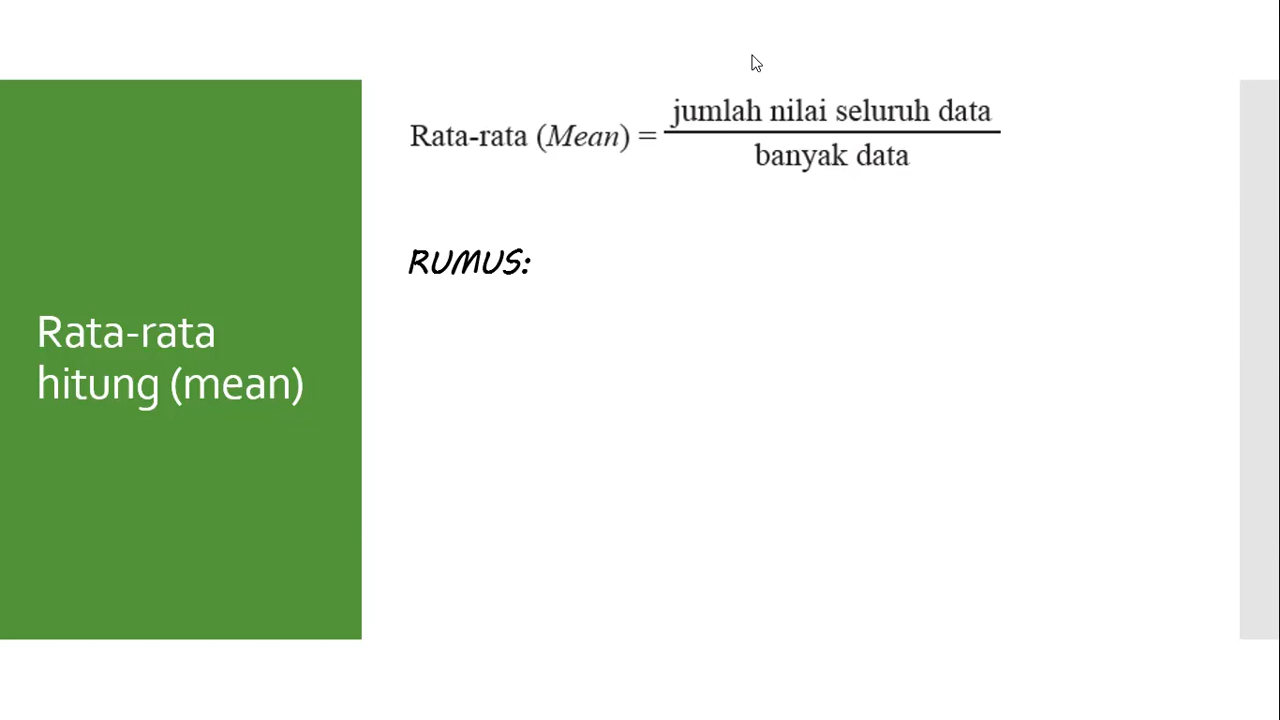 Rata-rata
hitung (mean)
Rata-rata (Mean) = jumlah nilai seluruh data
banyak data
RUMUS: